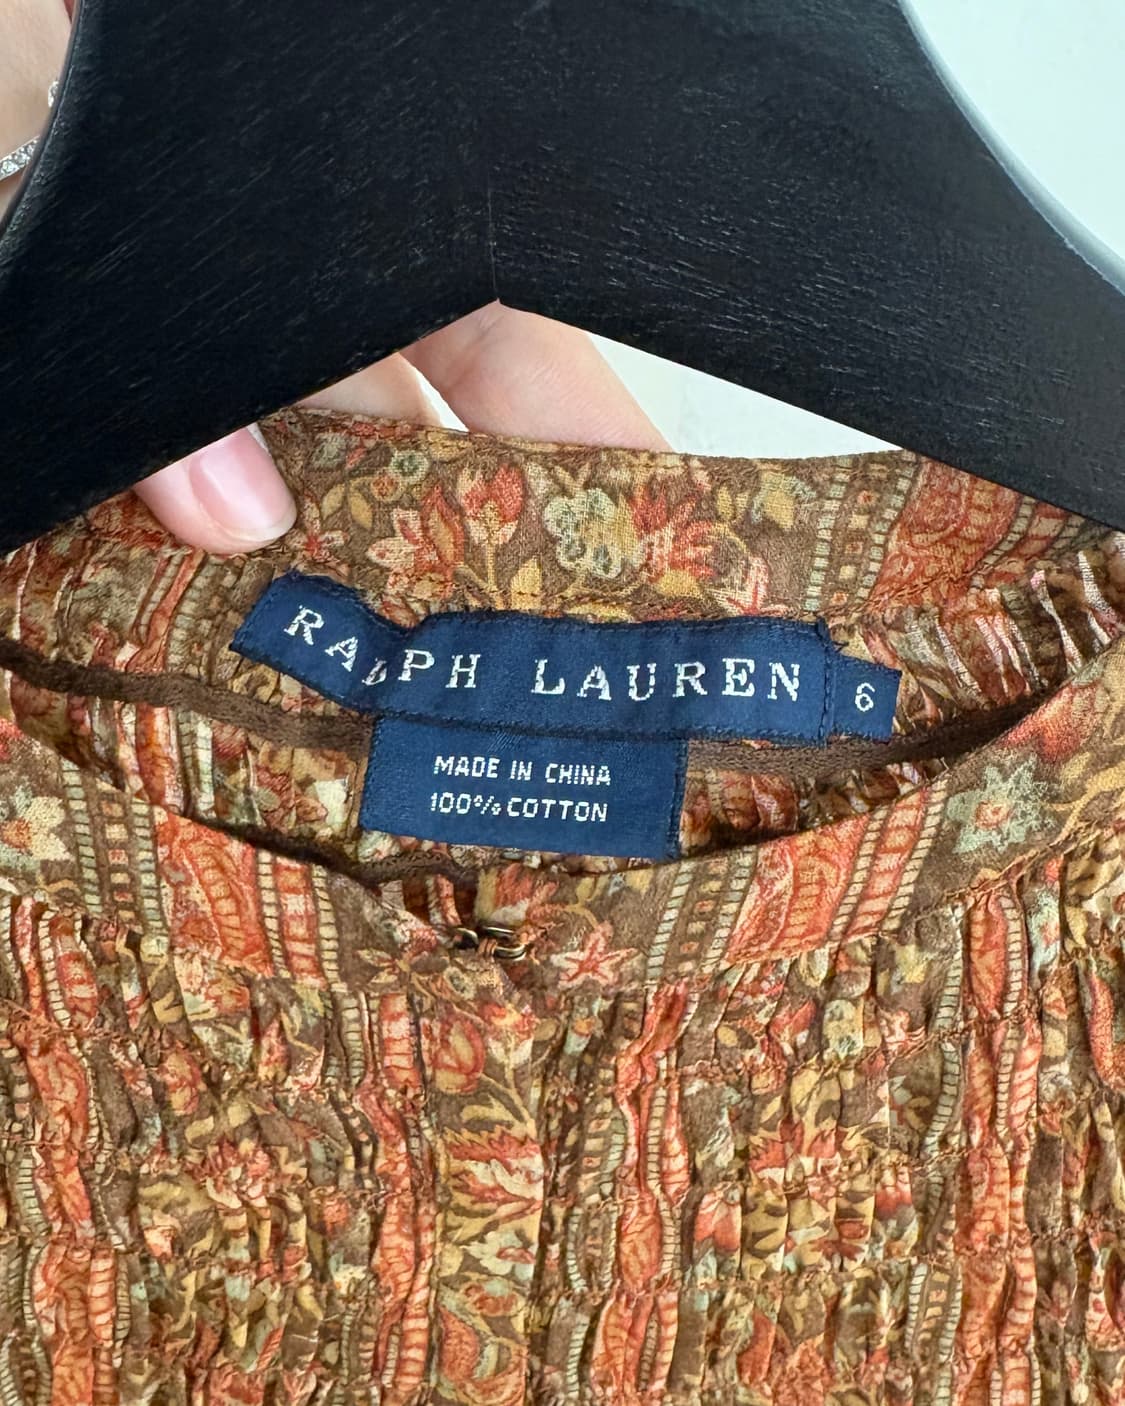 RALPH LAUREN
6
MADE IN CHINA
100% COTTON